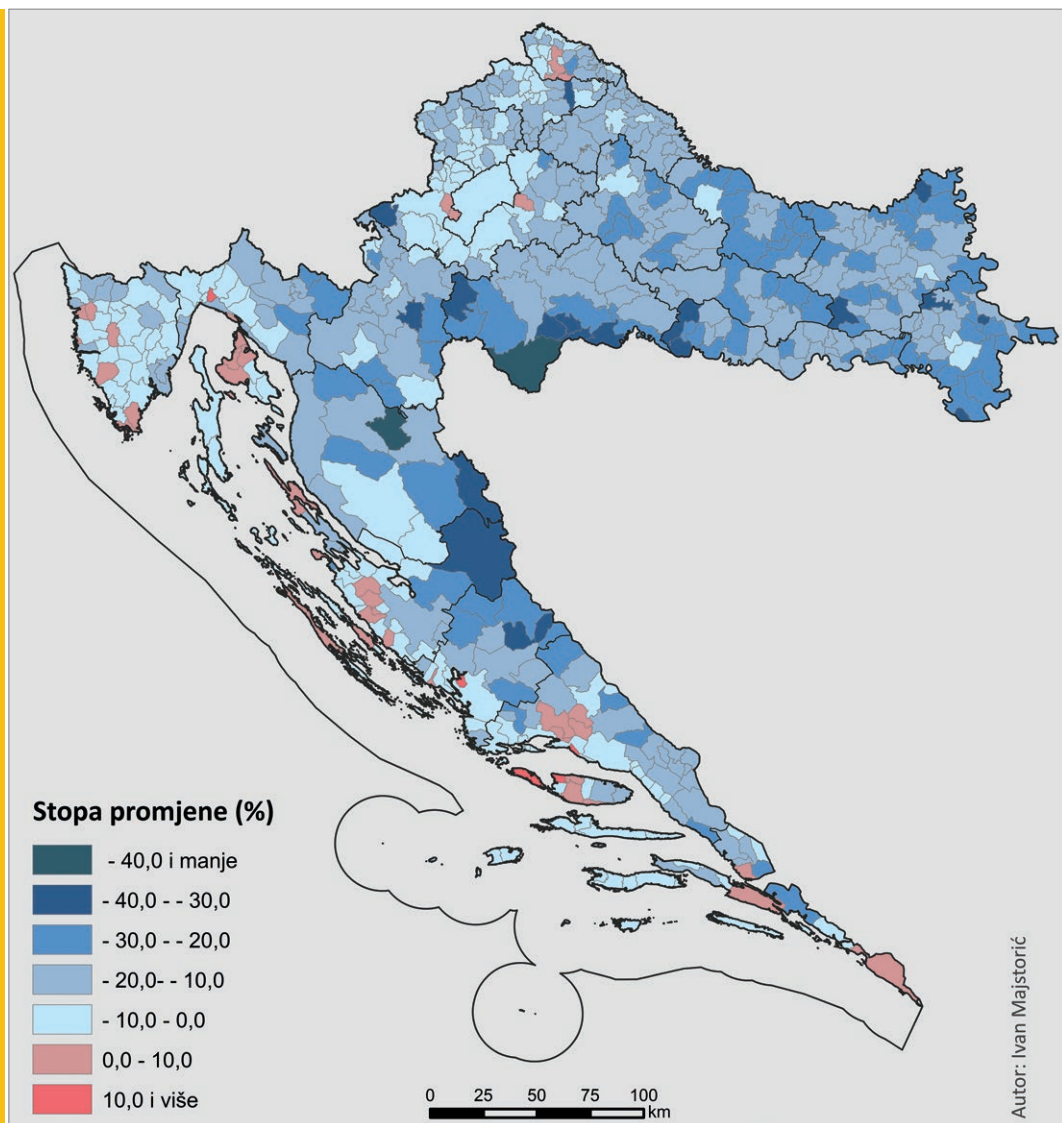 Stopa promjene (%)
- 40,0 i manje
- 40,0 - - 30,0
- 30,0 - - 20,0
- 20,0- - 10,0
- 10,0 - 0,0
0,0 - 10,0
10,0 i više
0 25 50 75 100
km
Autor: Ivan Majstorić